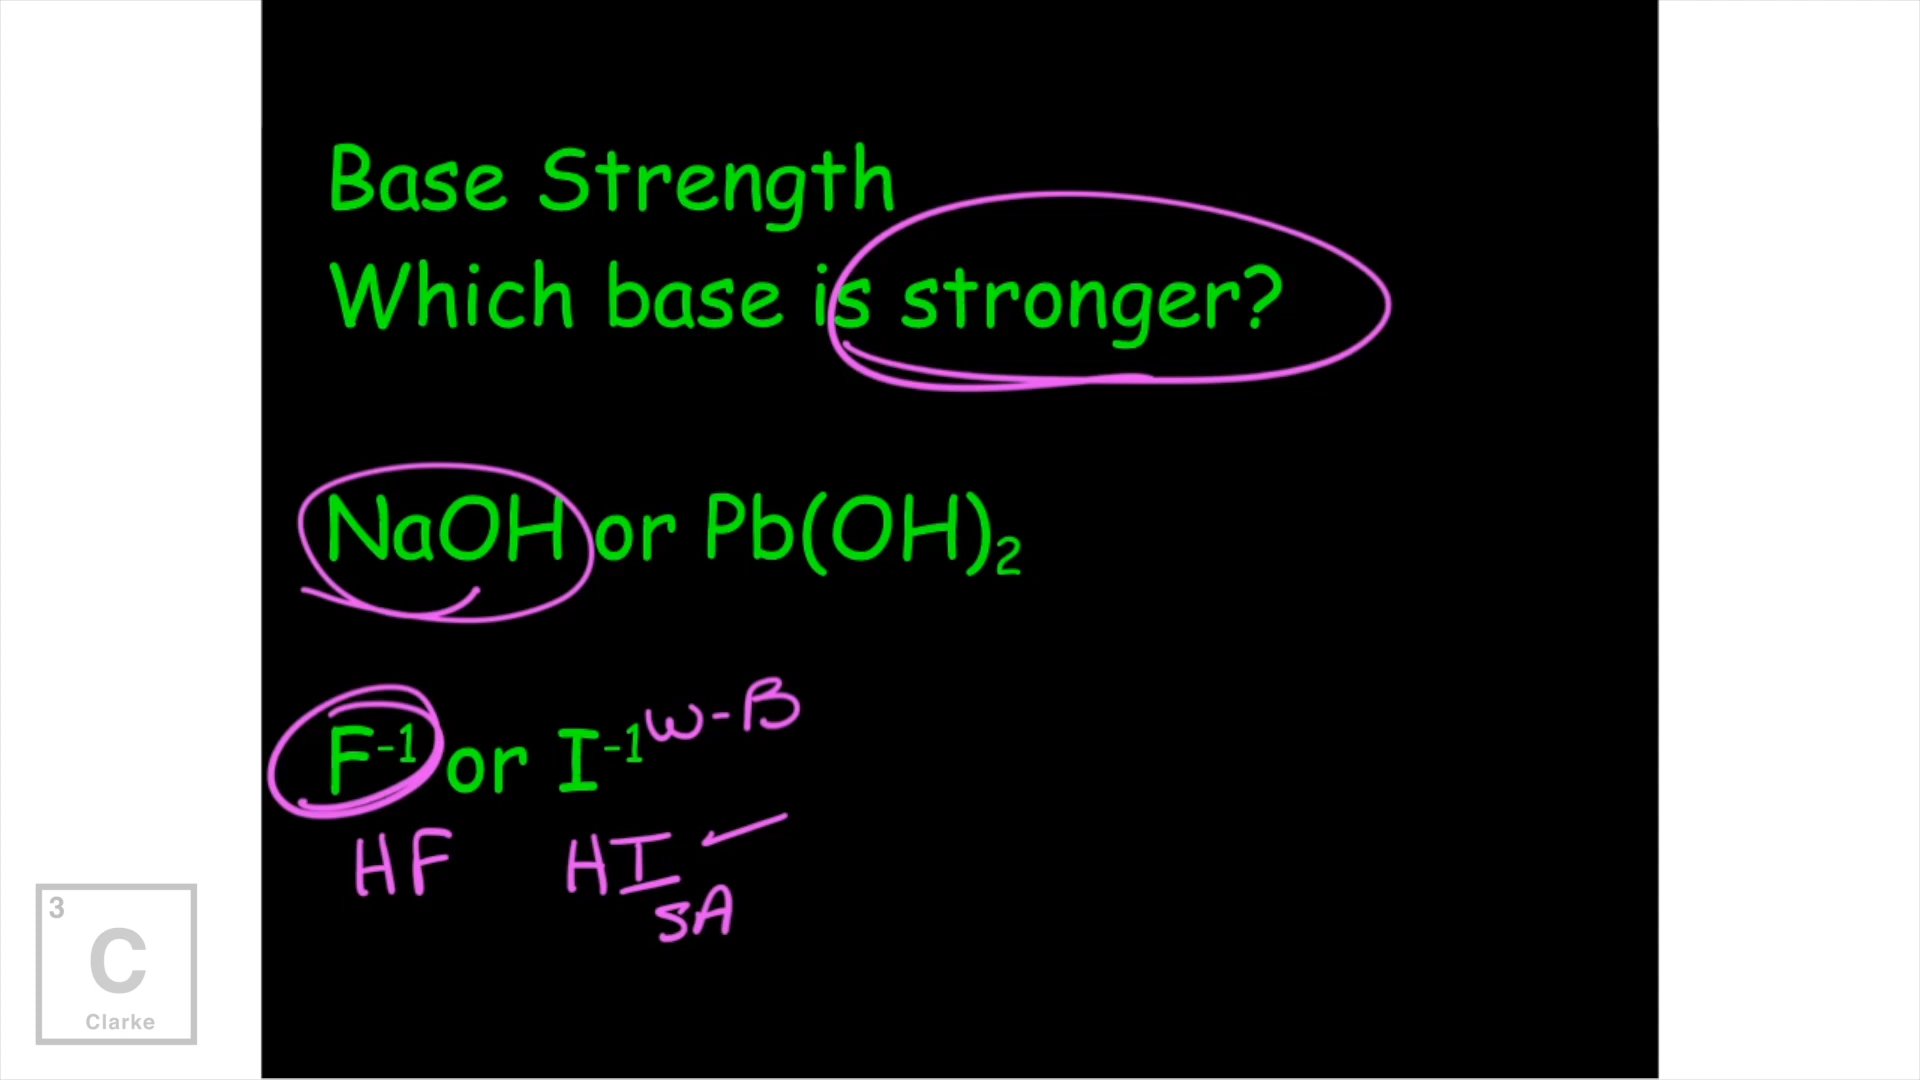 Base Strength
Which base is stronger?
NaOH or Pb(OH)₂
F⁻¹ or I⁻¹ W-B
HF HI
SA
3
C
Clarke